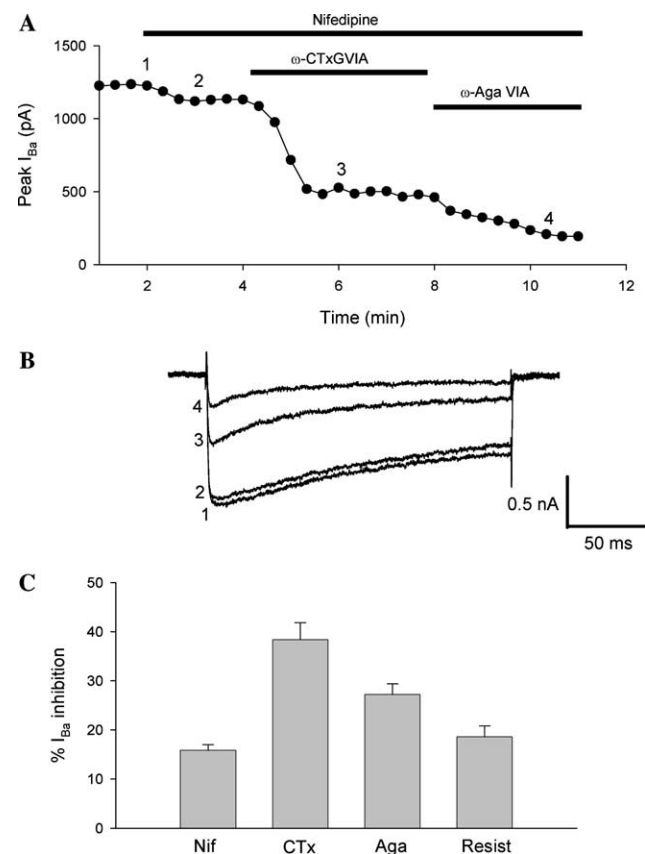 A
Nifedipine
1500
1000
500
0
Peak I_Ba (pA)
1
2
ω-CTxGVIA
3
ω-Aga VIA
4
2
4
6
8
10
12
Time (min)
B
4
3
2
1
0.5 nA
50 ms
C
50
40
30
20
10
0
% I_Ba inhibition
Nif
CTx
Aga
Resist